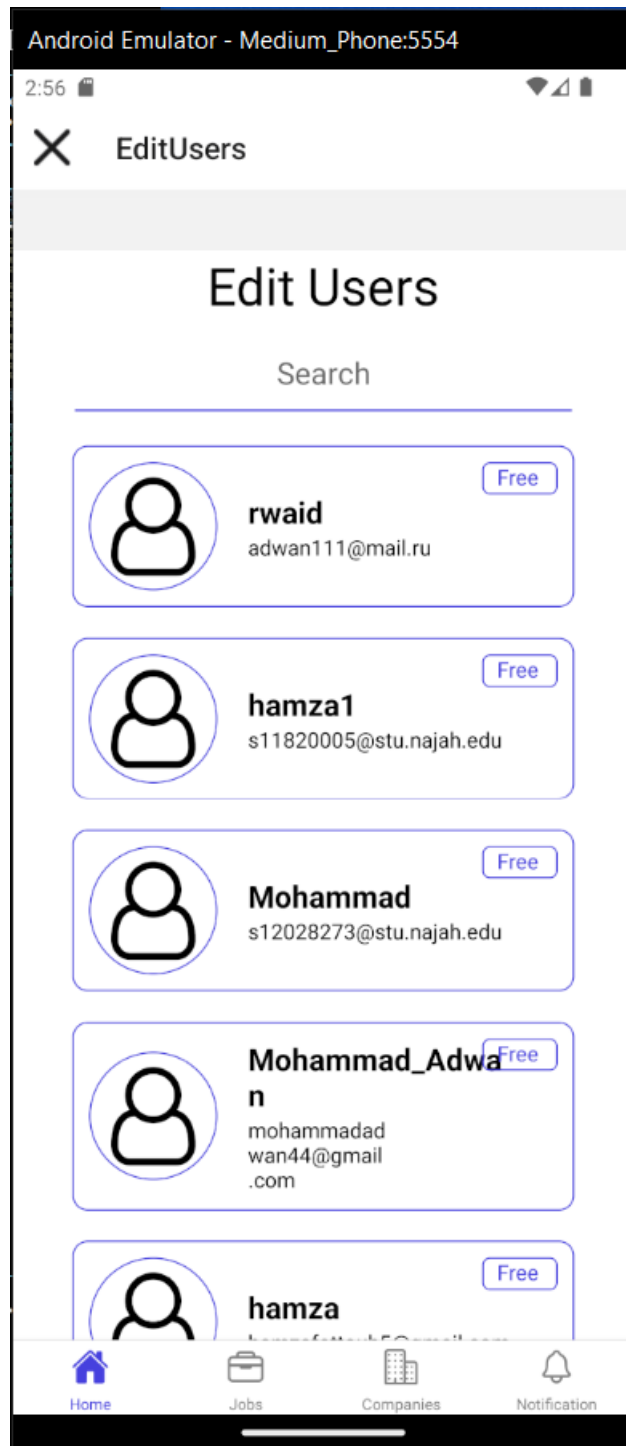 Android Emulator - Medium_Phone:5554
2:56
EditUsers
Edit Users
Search
Free
rwaid
adwan111@mail.ru
Free
hamza1
s11820005@stu.najah.edu
Free
Mohammad
s12028273@stu.najah.edu
Free
Mohammad_Adwa
n
mohammadad
wan44@gmail
.com
Free
hamza
Home
Jobs
Companies
Notification